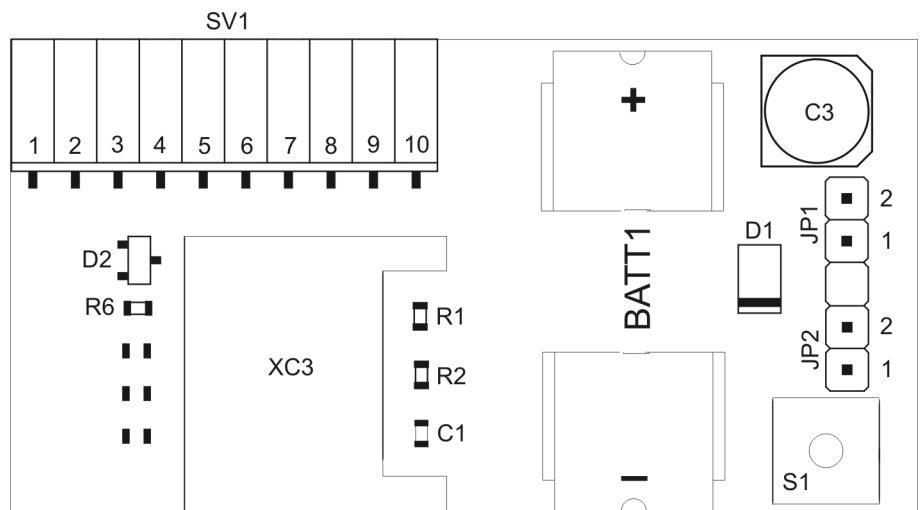 SV1
1 2 3 4 5 6 7 8 9 10
+
C3
JP1
2
1
D1
D2
BATT1
R6
R1
JP2
2
1
XC3
R2
C1
–
S1